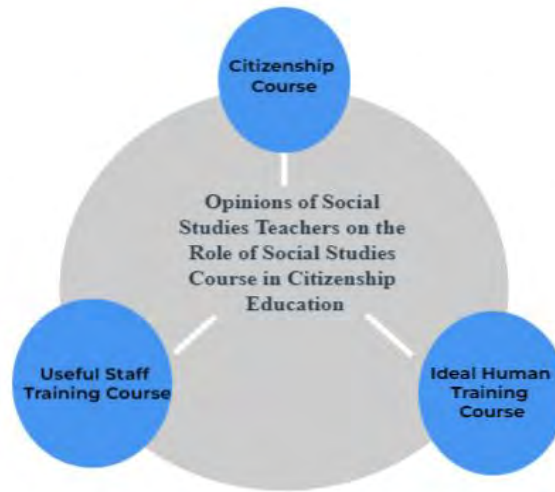 Citizenship
Course
Opinions of Social
Studies Teachers on the
Role of Social Studies
Course in Citizenship
Education
Useful Staff
Training Course
Ideal Human
Training
Course